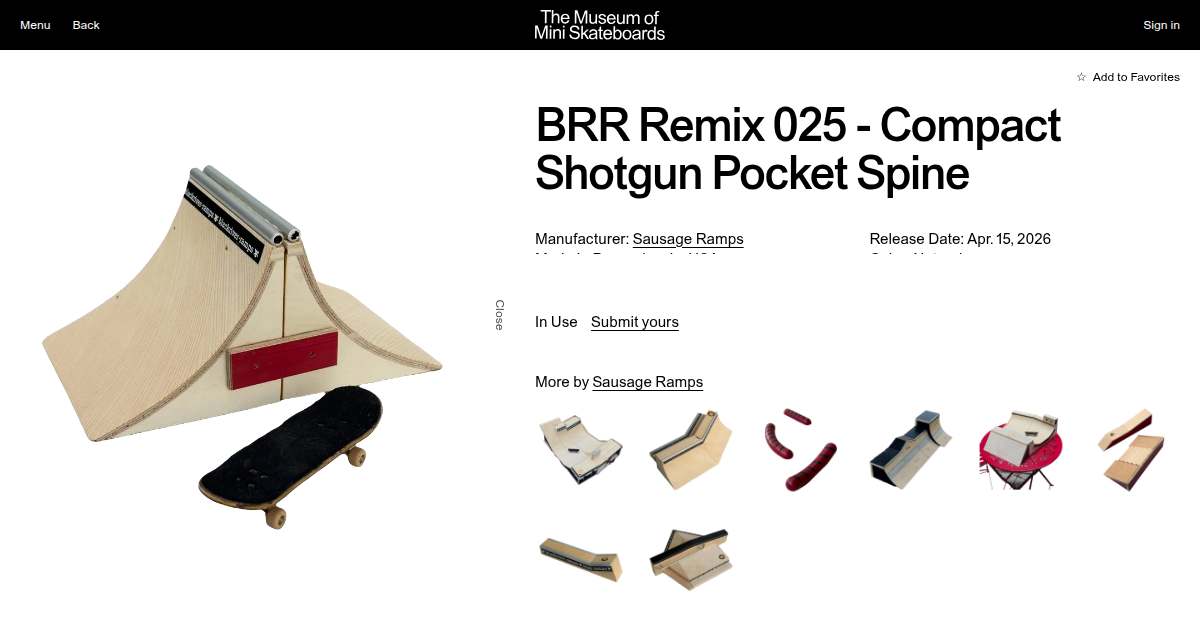 Menu
Back
The Museum of
Mini Skateboards
Sign in
☆ Add to Favorites
BRR Remix 025 - Compact
Shotgun Pocket Spine
Manufacturer: Sausage Ramps
Release Date: Apr. 15, 2026
Close
In Use
Submit yours
More by Sausage Ramps